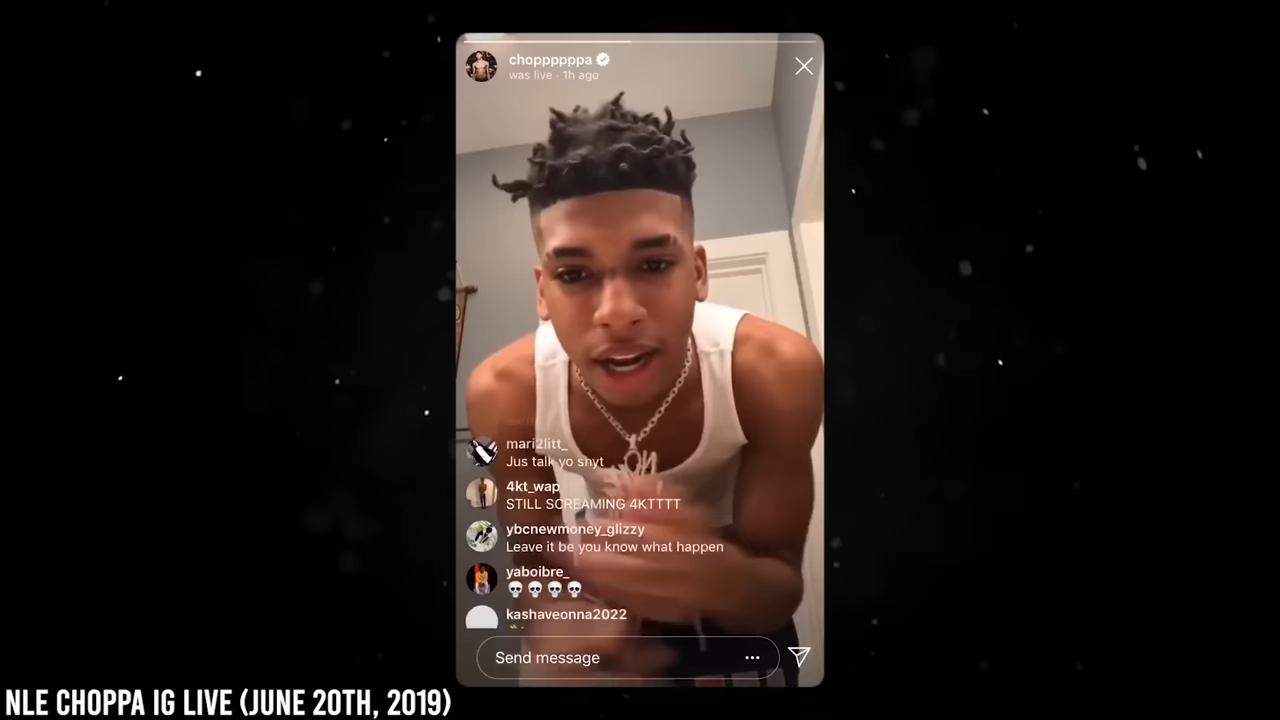 choppppppa
was live · 1h ago
mari2litt_
Jus talk yo shyt
4kt_wap
STILL SCREAMING 4KTTTT
ybcnewmoney_glizzy
Leave it be you know what happen
yaboibre_
💀💀💀💀
kashaveonna2022
Send message
NLE CHOPPA IG LIVE (JUNE 20TH, 2019)